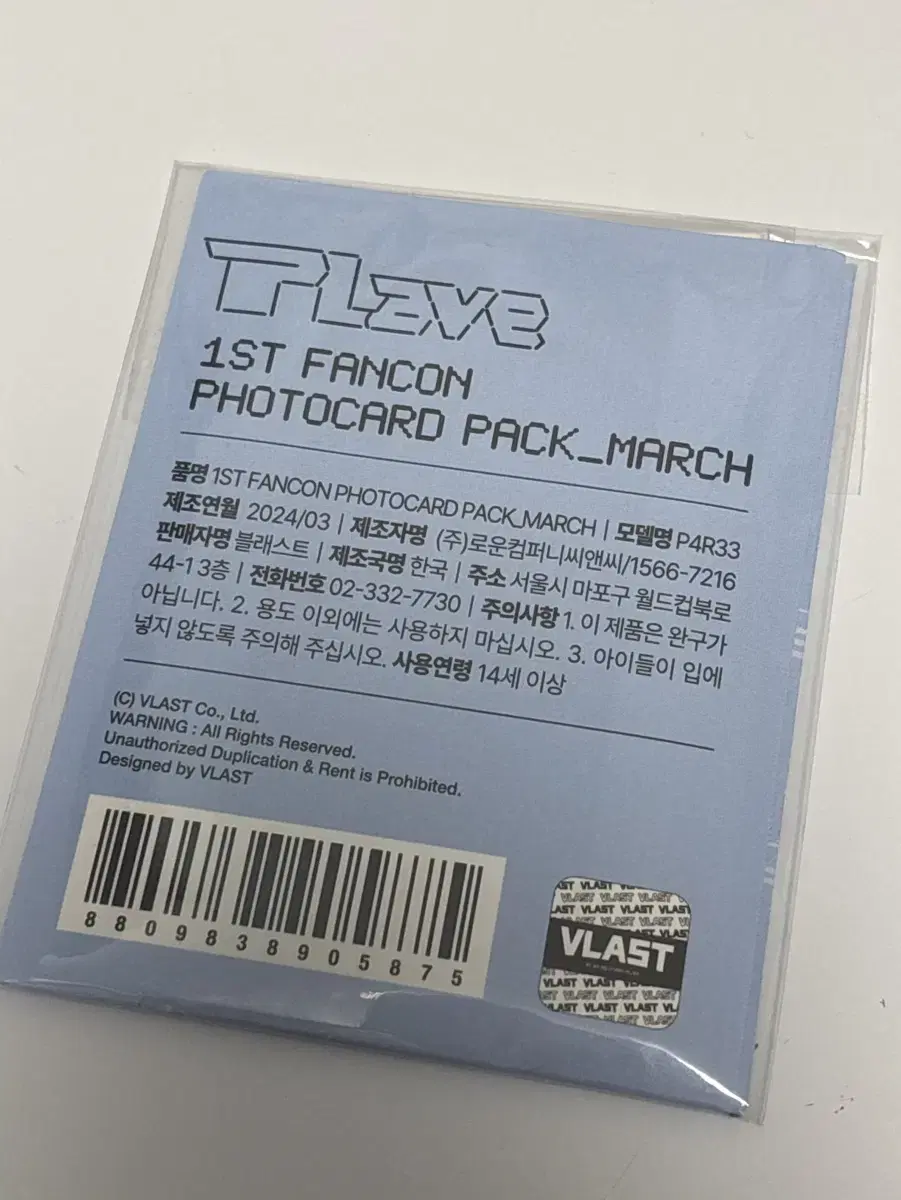 PLave
1ST FANCON
PHOTOCARD PACK_MARCH
품명 1ST FANCON PHOTOCARD PACK_MARCH | 모델명 P4R33
제조연월 2024/03 | 제조자명 (주)로운컴퍼니씨앤씨/1566-7216
판매자명 블래스트 | 제조국명 한국 | 주소 서울시 마포구 월드컵북로
44-1 3층 | 전화번호 02-332-7730 | 주의사항 1. 이 제품은 완구가
아닙니다. 2. 용도 이외에는 사용하지 마십시오. 3. 아이들이 입에
넣지 않도록 주의해 주십시오. 사용연령 14세 이상
(C) VLAST Co., Ltd.
WARNING : All Rights Reserved.
Unauthorized Duplication & Rent is Prohibited.
Designed by VLAST
8809838905875
VLAST